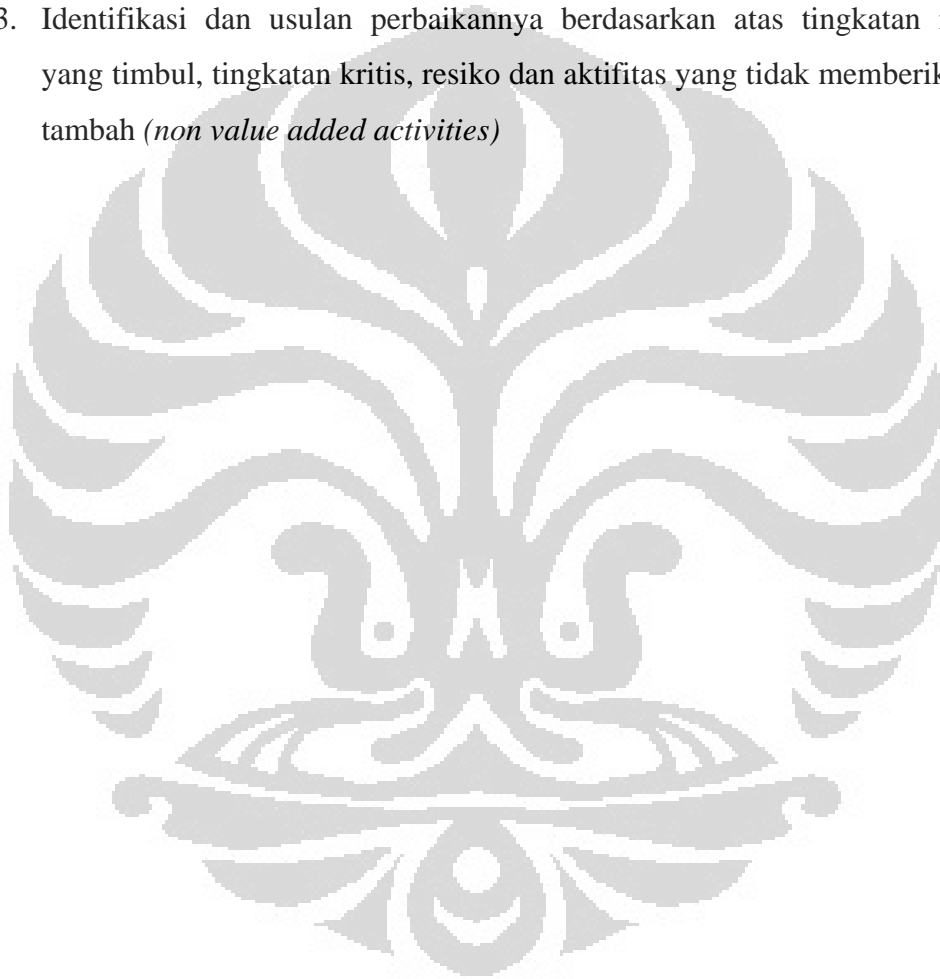 3. Identifikasi dan usulan perbaikannya berdasarkan atas tingkatan
yang timbul, tingkatan kritis, resiko dan aktifitas yang tidak
tambah (non value added activities)